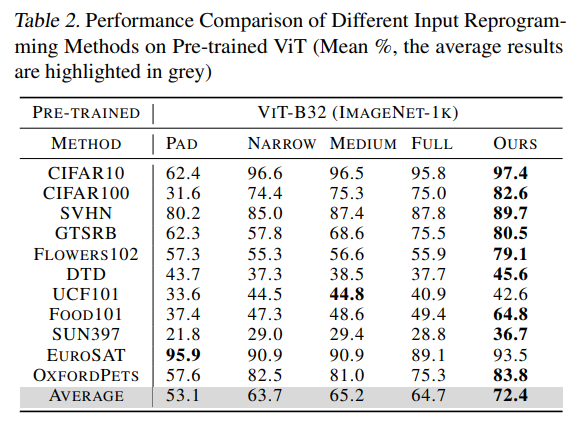 Table 2. Performance Comparison of Different Input Reprogram-
ming Methods on Pre-trained ViT (Mean %, the average results
are highlighted in grey)
PRE-TRAINED VIT-B32 (IMAGENET-1K)
METHOD PAD NARROW MEDIUM FULL OURS
CIFAR10 62.4 96.6 96.5 95.8 97.4
CIFAR100 31.6 74.4 75.3 75.0 82.6
SVHN 80.2 85.0 87.4 87.8 89.7
GTSRB 62.3 57.8 68.6 75.5 80.5
FLOWERS102 57.3 55.3 56.6 55.9 79.1
DTD 43.7 37.3 38.5 37.7 45.6
UCF101 33.6 44.5 44.8 40.9 42.6
FOOD101 37.4 47.3 48.6 49.4 64.8
SUN397 21.8 29.0 29.4 28.8 36.7
EUROSAT 95.9 90.9 90.9 89.1 93.5
OXFORDPETS 57.6 82.5 81.0 75.3 83.8
AVERAGE 53.1 63.7 65.2 64.7 72.4